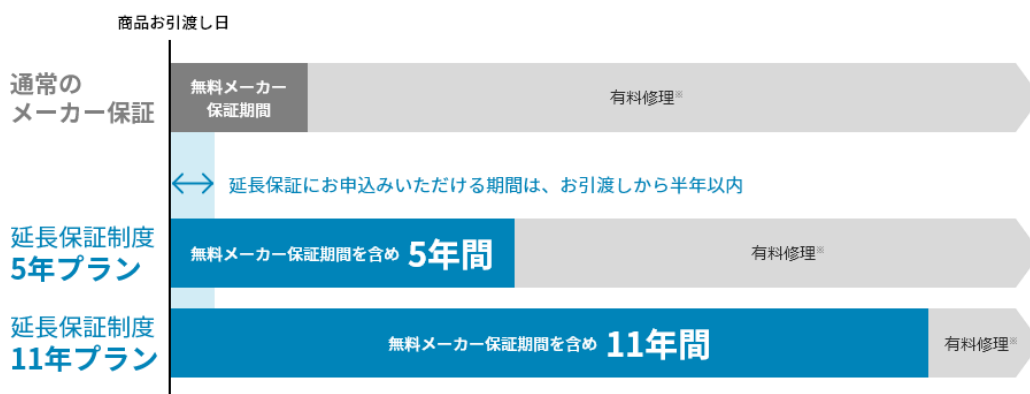 商品お引渡し日
通常の
メーカー保証
無料メーカー
保証期間
有料修理※
延長保証にお申込みいただける期間は、お引渡しから半年以内
延長保証制度
5年プラン
無料メーカー保証期間を含め 5年間
有料修理※
延長保証制度
11年プラン
無料メーカー保証期間を含め 11年間
有料修理※